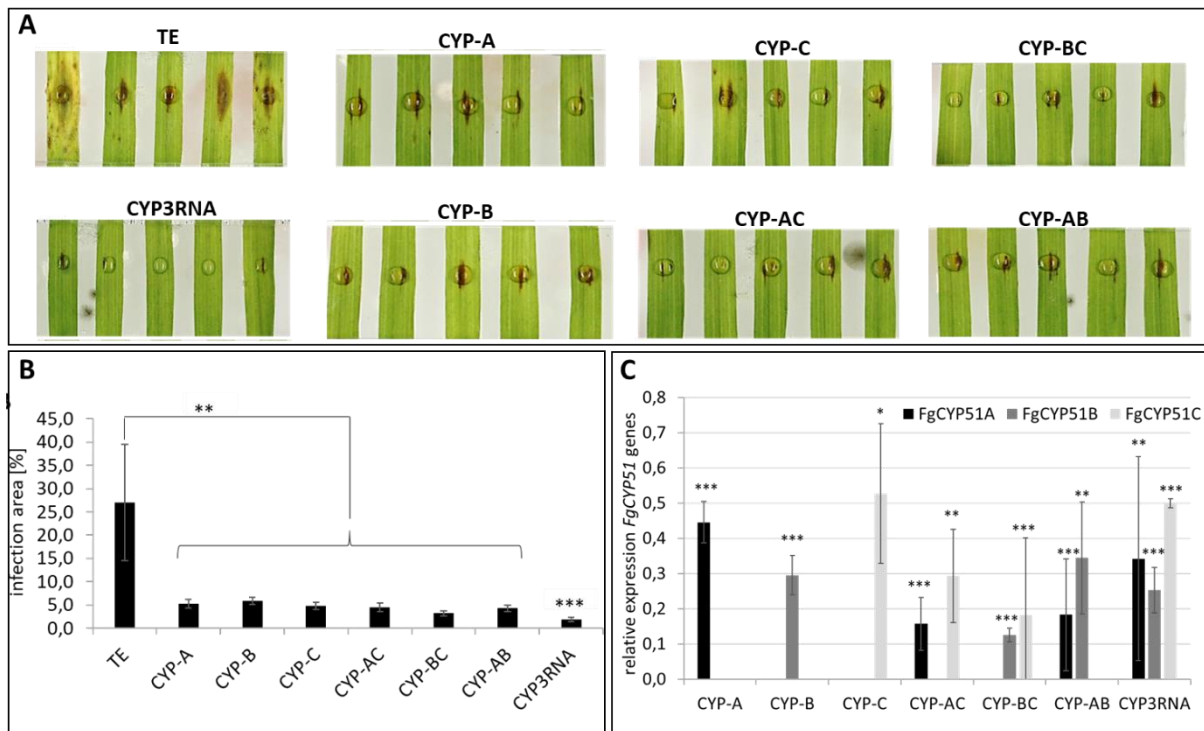 A
TE
CYP-A
CYP-C
CYP-BC
CYP3RNA
CYP-B
CYP-AC
CYP-AB
B
**
infection area [%]
45,0
40,0
35,0
30,0
25,0
20,0
15,0
10,0
5,0
0,0
***
TE
CYP-A
CYP-B
CYP-C
CYP-AC
CYP-BC
CYP-AB
CYP3RNA
C
relative expression FgCYP51 genes
0,8
0,7
0,6
0,5
0,4
0,3
0,2
0,1
0,0
FgCYP51A FgCYP51B FgCYP51C
***
***
*
***
**
***
***
***
**
**
***
***
CYP-A CYP-B CYP-C CYP-AC CYP-BC CYP-AB CYP3RNA